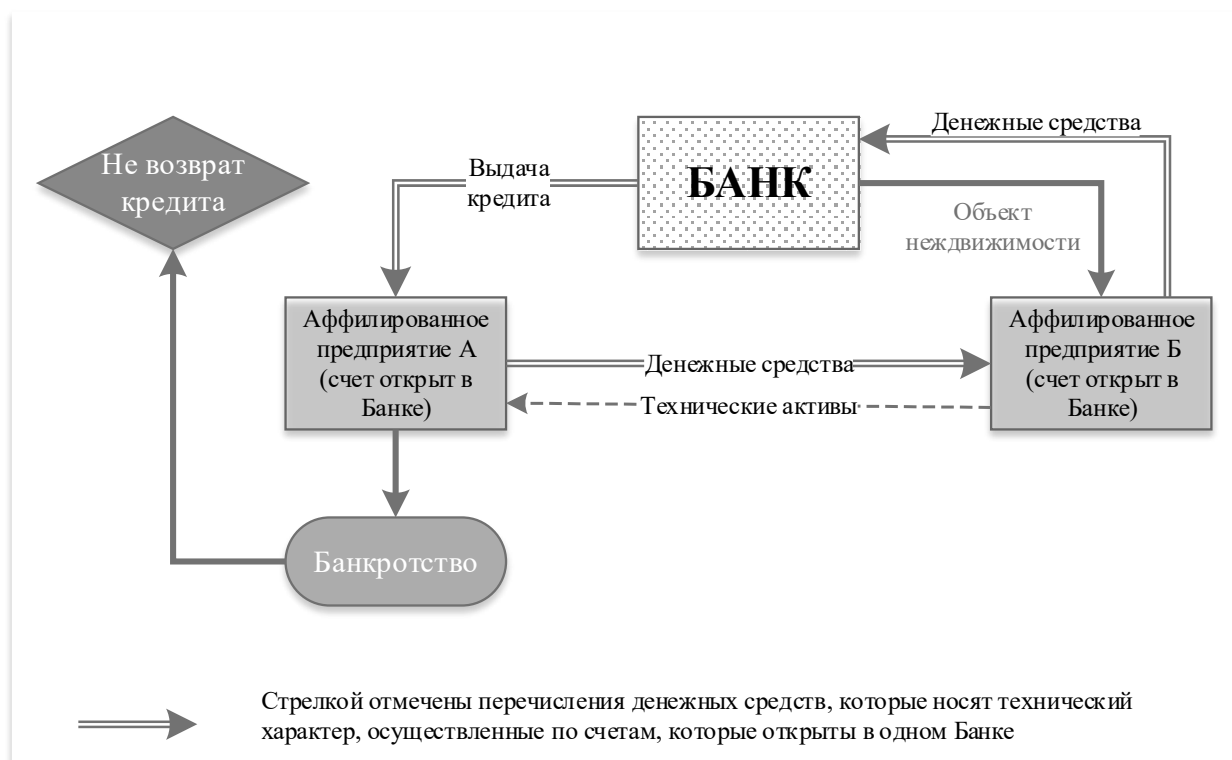 Денежные средства
Не возврат
кредита
Выдача
кредита
БАНК
Объект
неждвижимости
Аффилированное
предприятие А
(счет открыт в
Банке)
Аффилированное
предприятие Б
(счет открыт в
Банке)
Денежные средства
Технические активы
Банкротство
Стрелкой отмечены перечисления денежных средств, которые носят технический
характер, осуществленные по счетам, которые открыты в одном Банке